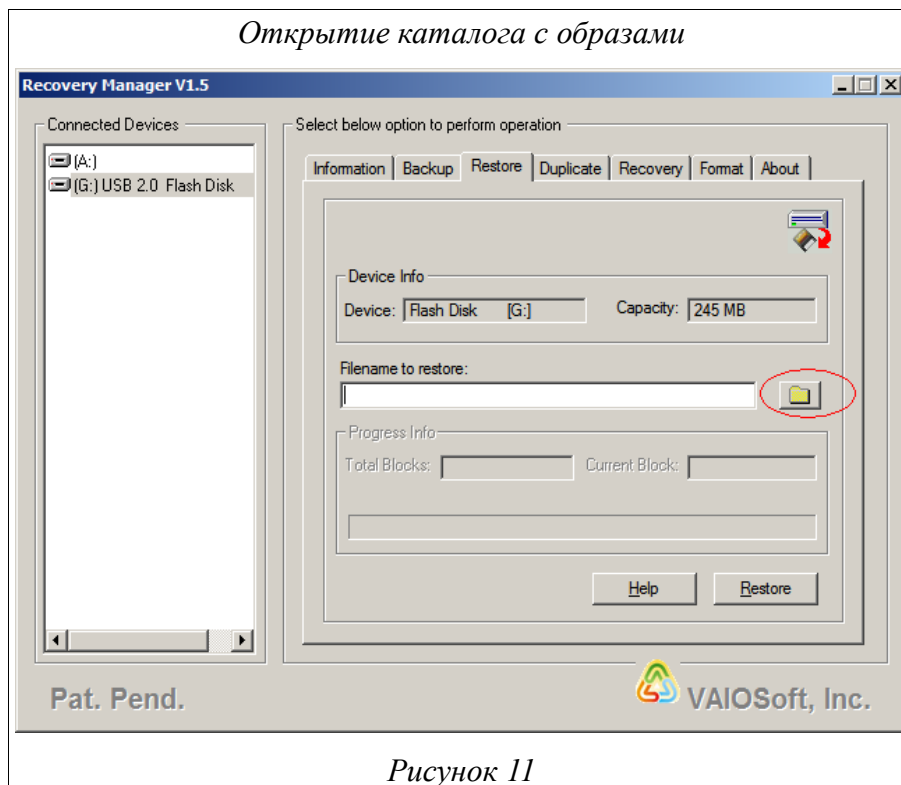 Открытие каталога с образами
Recovery Manager V1.5
Connected Devices
(A:)
(G:) USB 2.0 Flash Disk
Select below option to perform operation
Information Backup Restore Duplicate Recovery Format About
Device Info
Device: Flash Disk [G:] Capacity: 245 MB
Filename to restore:
Progress Info
Total Blocks: Current Block:
Help Restore
Pat. Pend. VAIOSoft, Inc.
Рисунок 11